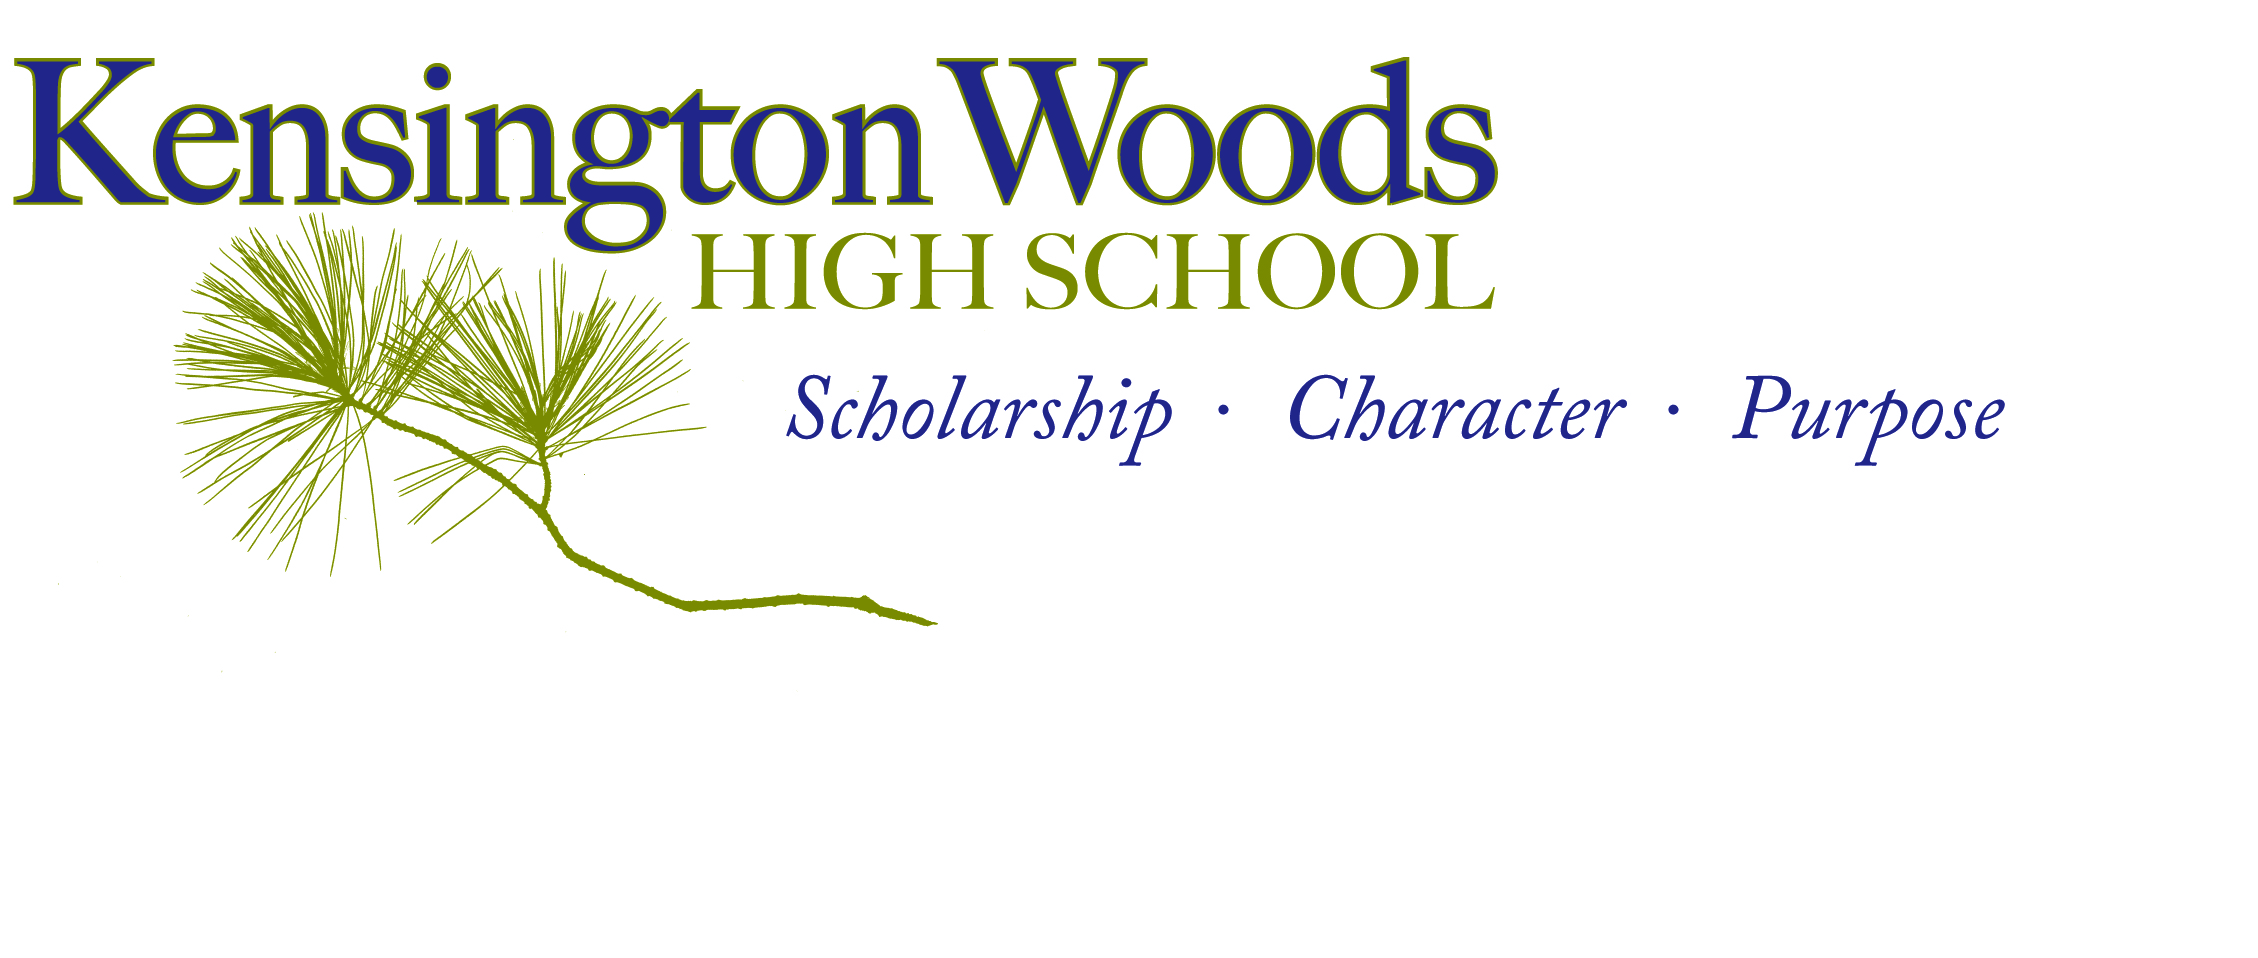 Kensington Woods
HIGH SCHOOL
Scholarship · Character · Purpose